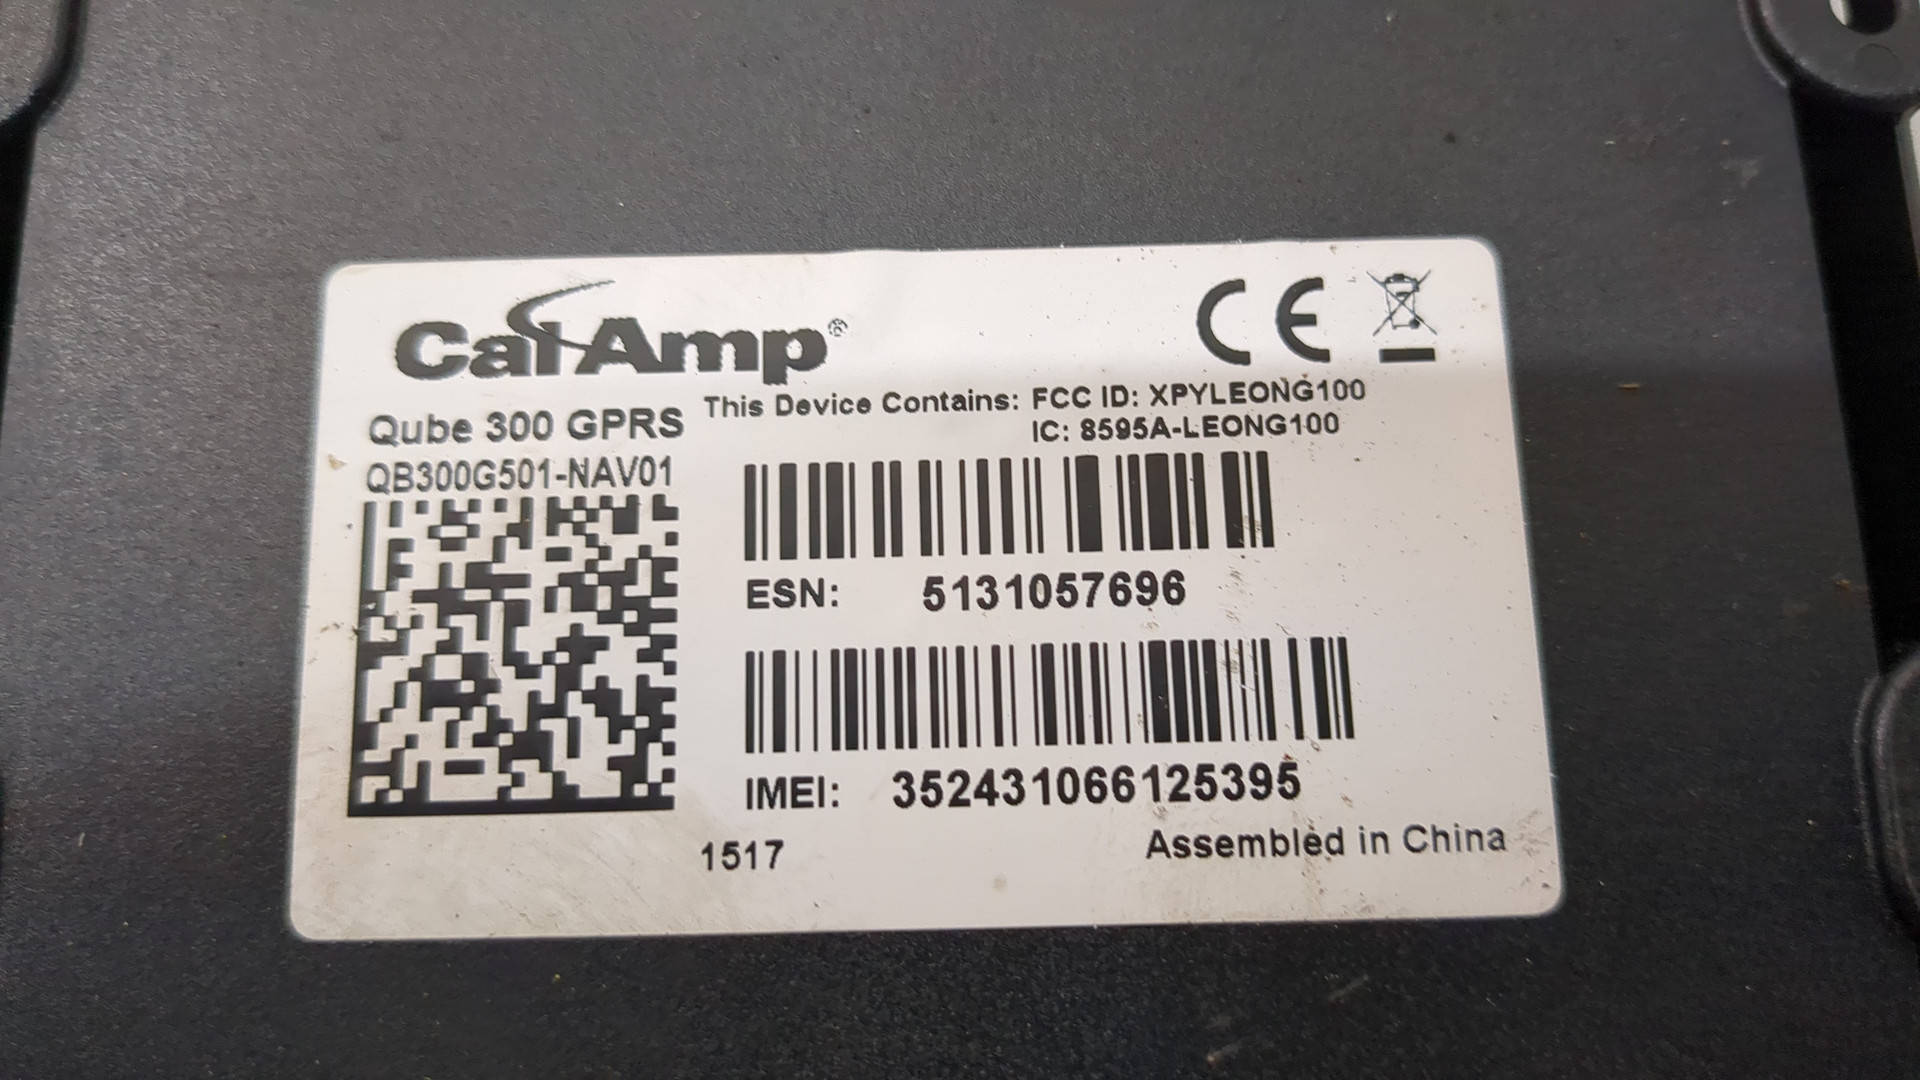 CalAmp®
CE
Qube 300 GPRS
This Device Contains: FCC ID: XPYLEONG100
IC: 8595A-LEONG100
QB300G501-NAV01
ESN: 5131057696
IMEI: 352431066125395
1517
Assembled in China